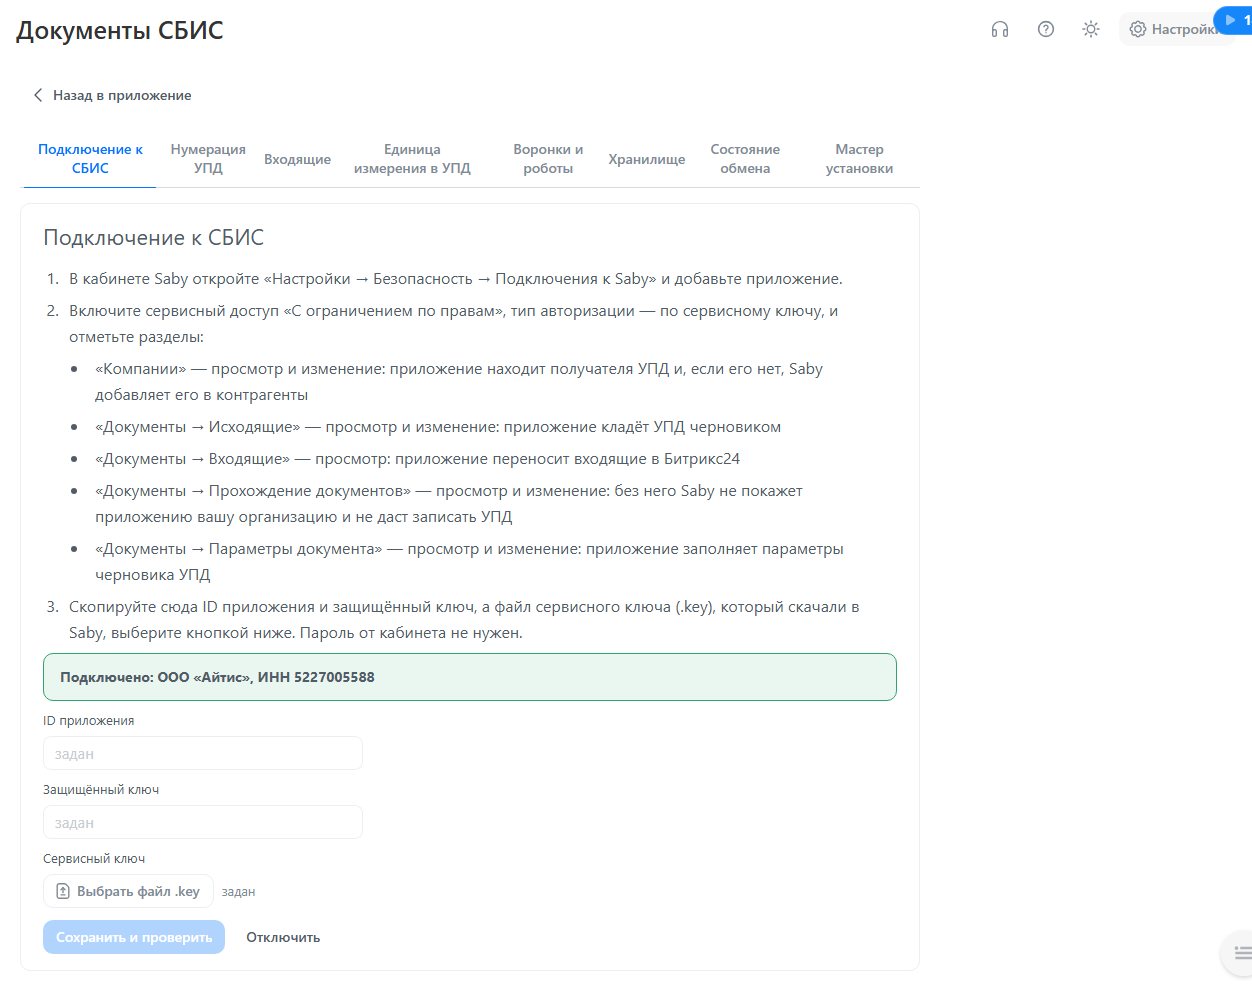 Документы СБИС
Настройки
1
Назад в приложение
Подключение к СБИС
Нумерация УПД
Входящие
Единица измерения в УПД
Воронки и роботы
Хранилище
Состояние обмена
Мастер установки
Подключение к СБИС
1. В кабинете Saby откройте «Настройки → Безопасность → Подключения к Saby» и добавьте приложение.
2. Включите сервисный доступ «С ограничением по правам», тип авторизации — по сервисному ключу, и
отметьте разделы:
• «Компании» — просмотр и изменение: приложение находит получателя УПД и, если его нет, Saby
добавляет его в контрагенты
• «Документы → Исходящие» — просмотр и изменение: приложение кладёт УПД черновиком
• «Документы → Входящие» — просмотр: приложение переносит входящие в Битрикс24
• «Документы → Прохождение документов» — просмотр и изменение: без него Saby не покажет
приложению вашу организацию и не даст записать УПД
• «Документы → Параметры документа» — просмотр и изменение: приложение заполняет параметры
черновика УПД
3. Скопируйте сюда ID приложения и защищённый ключ, а файл сервисного ключа (.key), который скачали в
Saby, выберите кнопкой ниже. Пароль от кабинета не нужен.
Подключено: ООО «Айтис», ИНН 5227005588
ID приложения
задан
Защищённый ключ
задан
Сервисный ключ
Выбрать файл .key задан
Сохранить и проверить Отключить